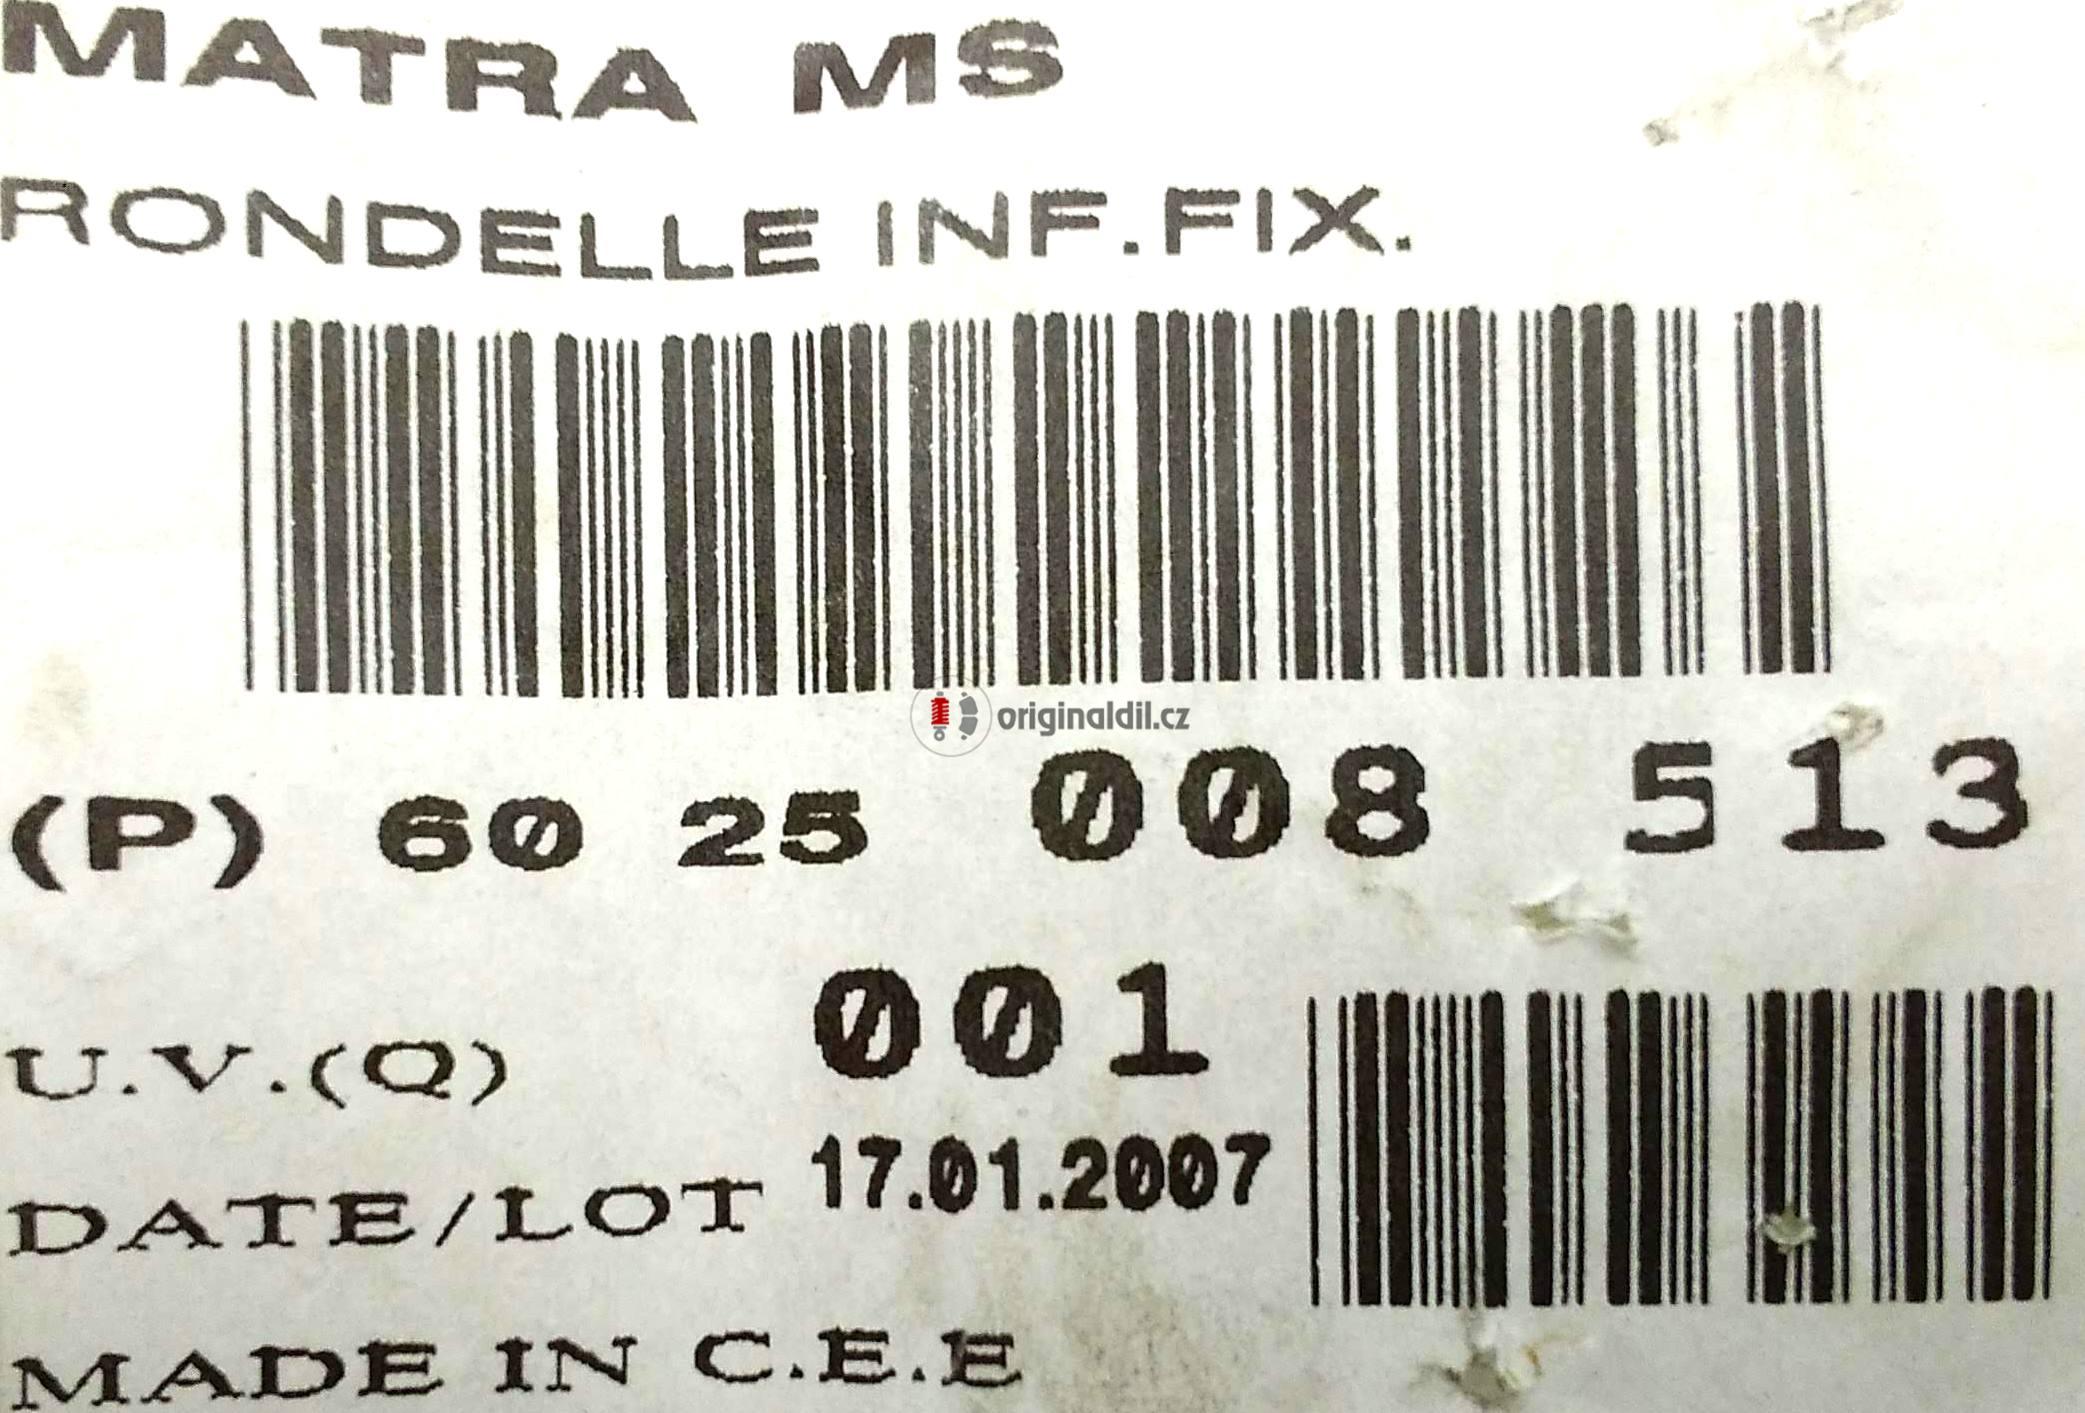 MATRA MS
RONDELLE INF.FIX.
originaldil.cz
(P) 60 25 008 513
U.V.(Q) 001
DATE/LOT 17.01.2007
MADE IN C.E.E